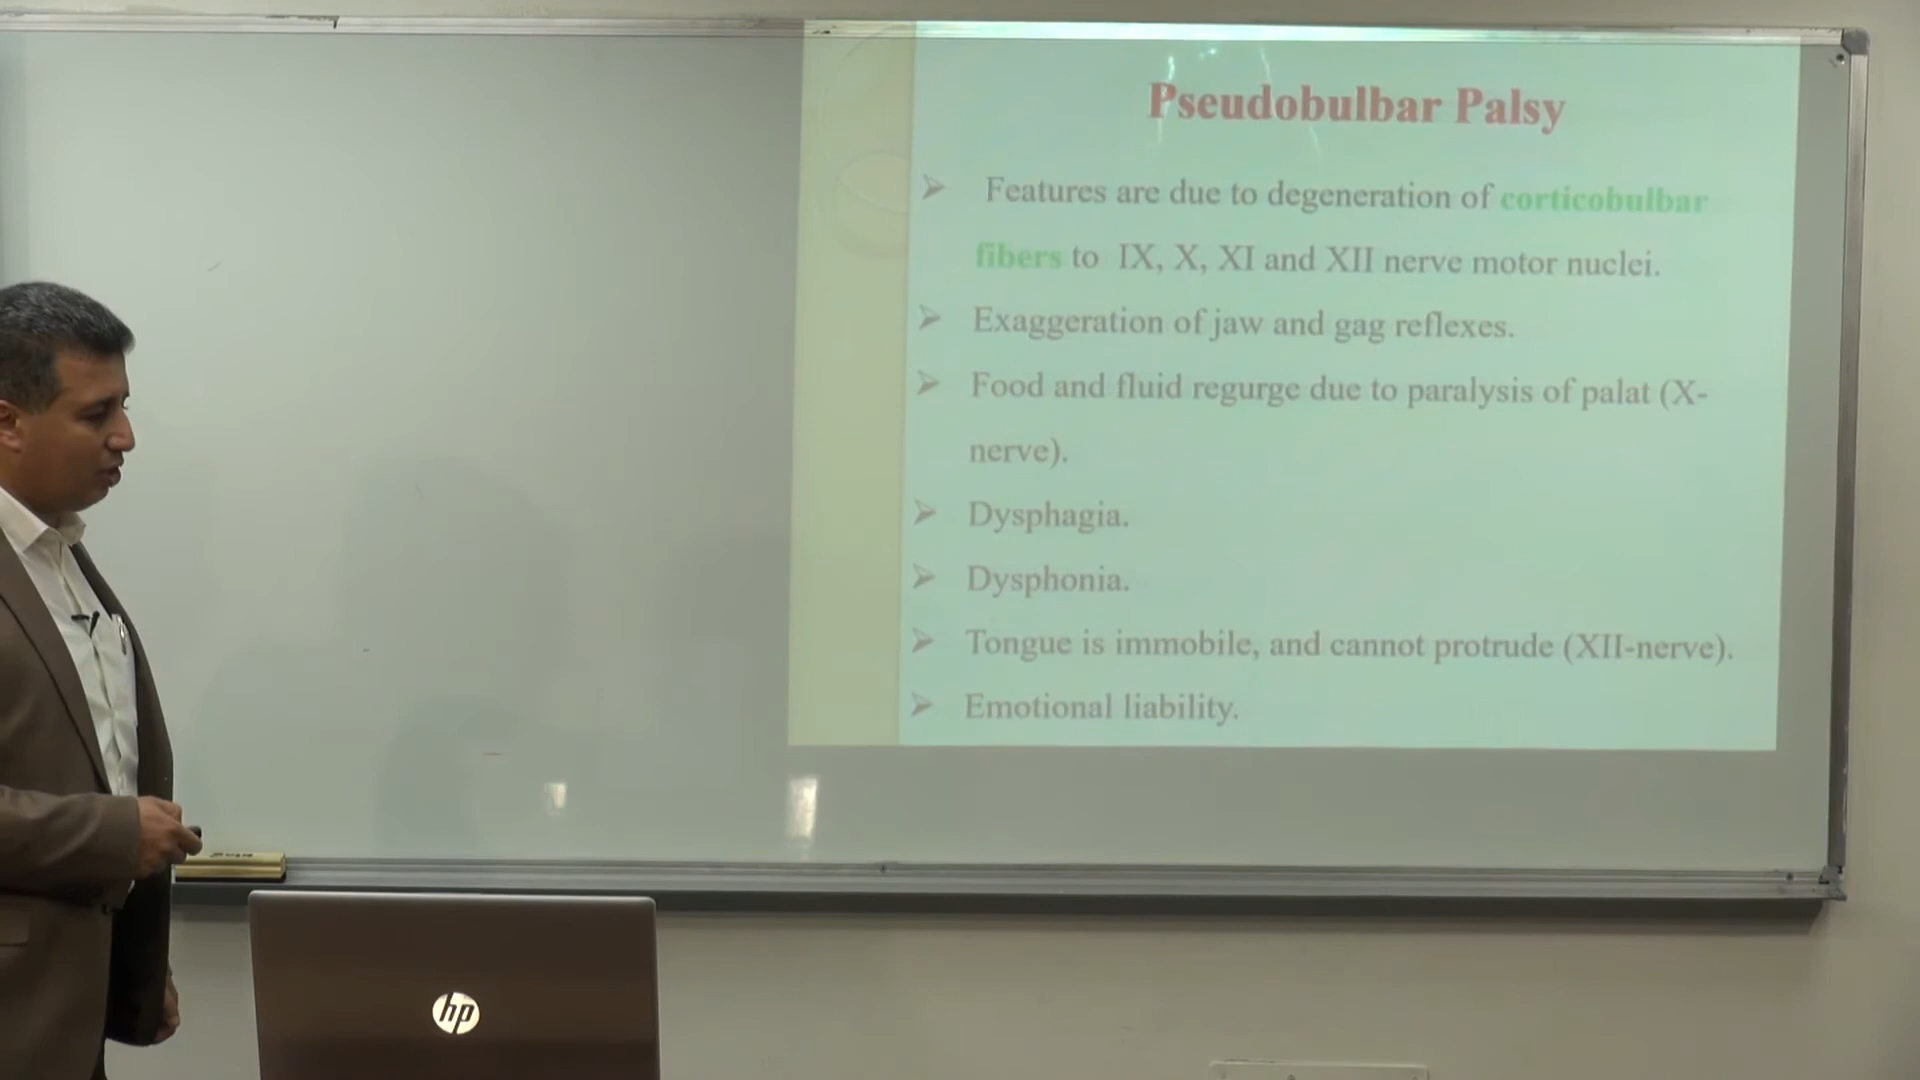 Pseudobulbar Palsy
➢ Features are due to degeneration of corticobulbar
fibers to IX, X, XI and XII nerve motor nuclei.
➢ Exaggeration of jaw and gag reflexes.
➢ Food and fluid regurge due to paralysis of palat (X-
nerve).
➢ Dysphagia.
➢ Dysphonia.
➢ Tongue is immobile, and cannot protrude (XII-nerve).
➢ Emotional liability.
hp